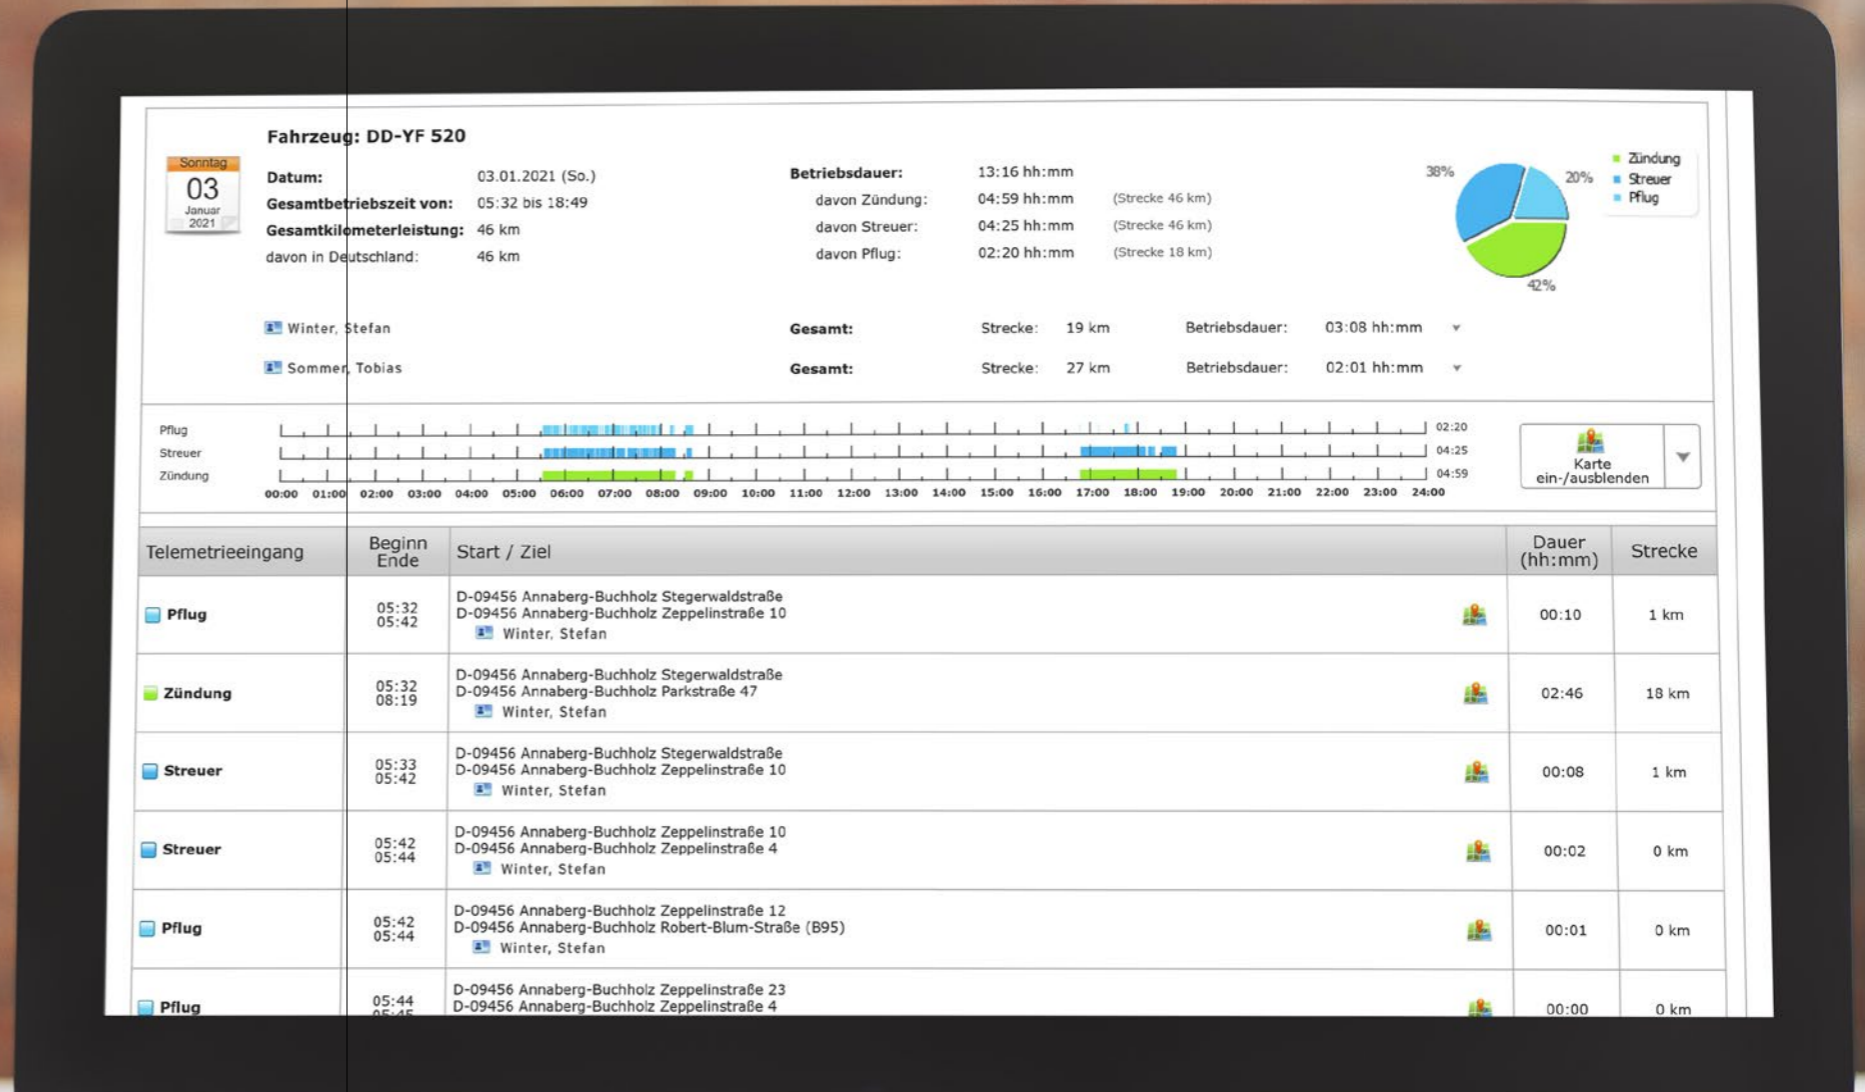 Fahrzeug: DD-YF 520
Sonntag
03
Januar
2021
Datum: 03.01.2021 (So.)
Gesamtbetriebszeit von: 05:32 bis 18:49
Gesamtkilometerleistung: 46 km
davon in Deutschland: 46 km
Betriebsdauer: 13:16 hh:mm
davon Zündung: 04:59 hh:mm (Strecke 46 km)
davon Streuer: 04:25 hh:mm (Strecke 46 km)
davon Pflug: 02:20 hh:mm (Strecke 18 km)
38%
20%
42%
Zündung
Streuer
Pflug
Winter, Stefan Gesamt: Strecke: 19 km Betriebsdauer: 03:08 hh:mm
Sommer, Tobias Gesamt: Strecke: 27 km Betriebsdauer: 02:01 hh:mm
Pflug 02:20
Streuer 04:25
Zündung 04:59
00:00 01:00 02:00 03:00 04:00 05:00 06:00 07:00 08:00 09:00 10:00 11:00 12:00 13:00 14:00 15:00 16:00 17:00 18:00 19:00 20:00 21:00 22:00 23:00 24:00
Karte
ein-/ausblenden
Telemetrieeingang Beginn Ende Start / Ziel Dauer (hh:mm) Strecke
Pflug 05:32 05:42 00:10 1 km
D-09456 Annaberg-Buchholz Stegerwaldstraße
D-09456 Annaberg-Buchholz Zeppelinstraße 10
Winter, Stefan
Zündung 05:32 08:19 02:46 18 km
D-09456 Annaberg-Buchholz Stegerwaldstraße
D-09456 Annaberg-Buchholz Parkstraße 47
Winter, Stefan
Streuer 05:33 05:42 00:08 1 km
D-09456 Annaberg-Buchholz Stegerwaldstraße
D-09456 Annaberg-Buchholz Zeppelinstraße 10
Winter, Stefan
Streuer 05:42 05:44 00:02 0 km
D-09456 Annaberg-Buchholz Zeppelinstraße 10
D-09456 Annaberg-Buchholz Zeppelinstraße 4
Winter, Stefan
Pflug 05:42 05:44 00:01 0 km
D-09456 Annaberg-Buchholz Zeppelinstraße 12
D-09456 Annaberg-Buchholz Robert-Blum-Straße (B95)
Winter, Stefan
Pflug 05:44 00:00 0 km
D-09456 Annaberg-Buchholz Zeppelinstraße 23
D-09456 Annaberg-Buchholz Zeppelinstraße 4